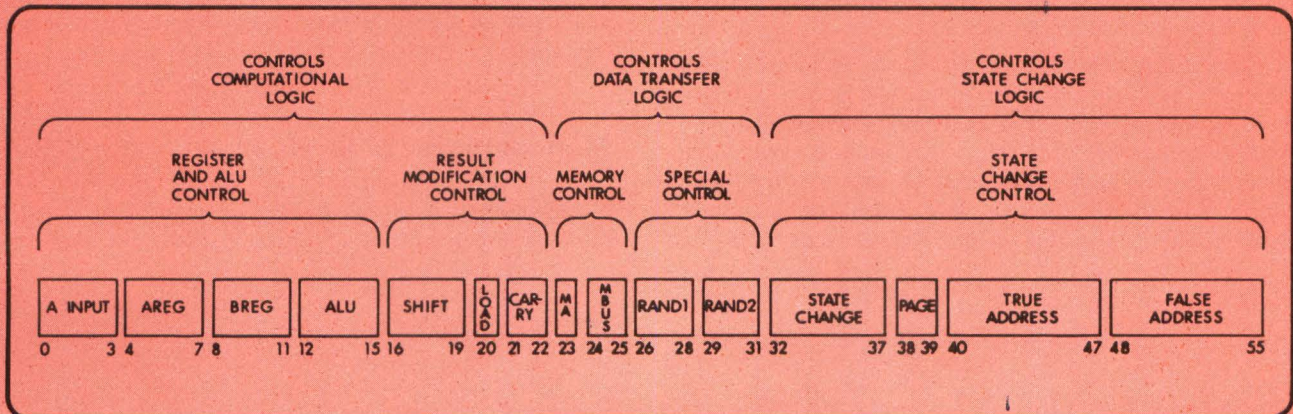 CONTROLS
COMPUTATIONAL
LOGIC
CONTROLS
DATA TRANSFER
LOGIC
CONTROLS
STATE CHANGE
LOGIC
REGISTER
AND ALU
CONTROL
RESULT
MODIFICATION
CONTROL
MEMORY
CONTROL
SPECIAL
CONTROL
STATE
CHANGE
CONTROL
A INPUT
AREG
BREG
ALU
SHIFT
LOAD
CAR-
RY
MA
MBUS
RAND1
RAND2
STATE
CHANGE
PAGE
TRUE
ADDRESS
FALSE
ADDRESS
0 3 4 7 8 11 12 15 16 19 20 21 22 23 24 25 26 28 29 31 32 37 38 39 40 47 48 55